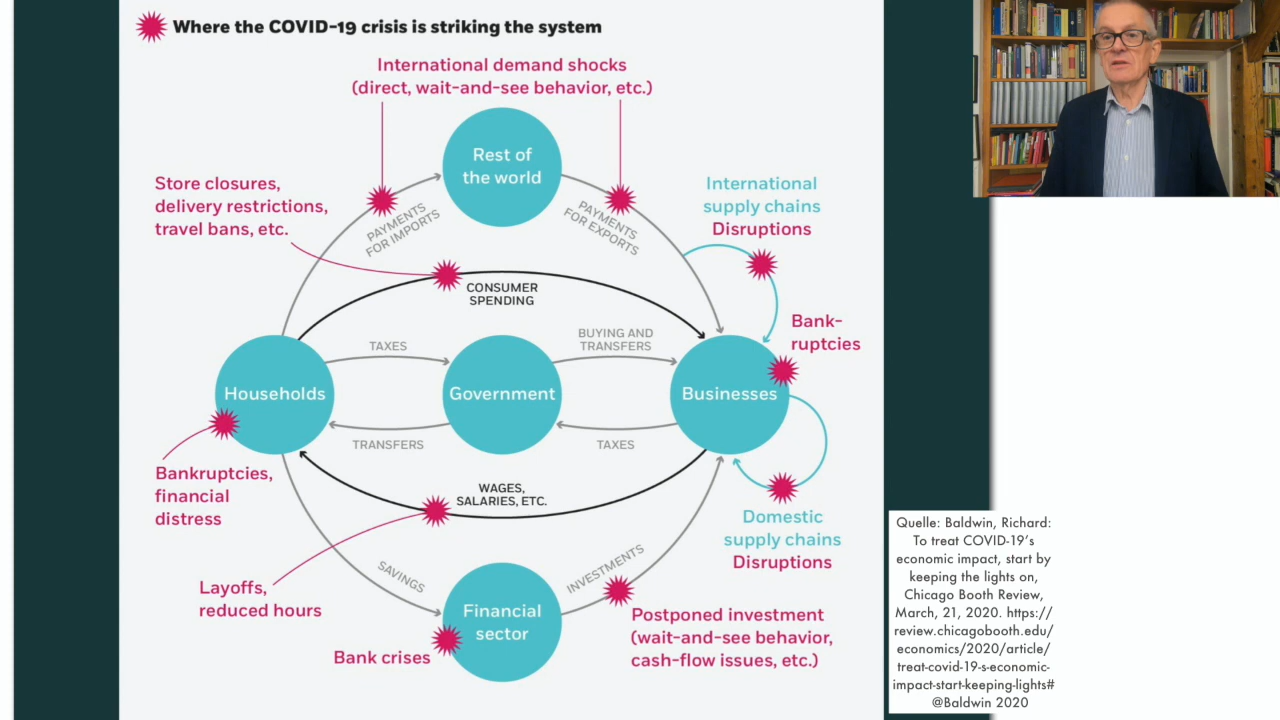 Where the COVID-19 crisis is striking the system
International demand shocks
(direct, wait-and-see behavior, etc.)
Rest of
the world
Store closures,
delivery restrictions,
travel bans, etc.
PAYMENTS
FOR IMPORTS
PAYMENTS
FOR EXPORTS
International
supply chains
Disruptions
CONSUMER
SPENDING
Bank-
ruptcies
TAXES
BUYING AND
TRANSFERS
Households
Government
Businesses
TRANSFERS
TAXES
Bankruptcies,
financial
distress
WAGES,
SALARIES, ETC.
Domestic
supply chains
Disruptions
Layoffs,
reduced hours
SAVINGS
INVESTMENTS
Financial
sector
Bank crises
Postponed investment
(wait-and-see behavior,
cash-flow issues, etc.)
Quelle: Baldwin, Richard:
To treat COVID-19's
economic impact, start by
keeping the lights on,
Chicago Booth Review,
March, 21, 2020. https://
review.chicagobooth.edu/
economics/2020/article/
treat-covid-19-s-economic-
impact-start-keeping-lights#
@Baldwin 2020